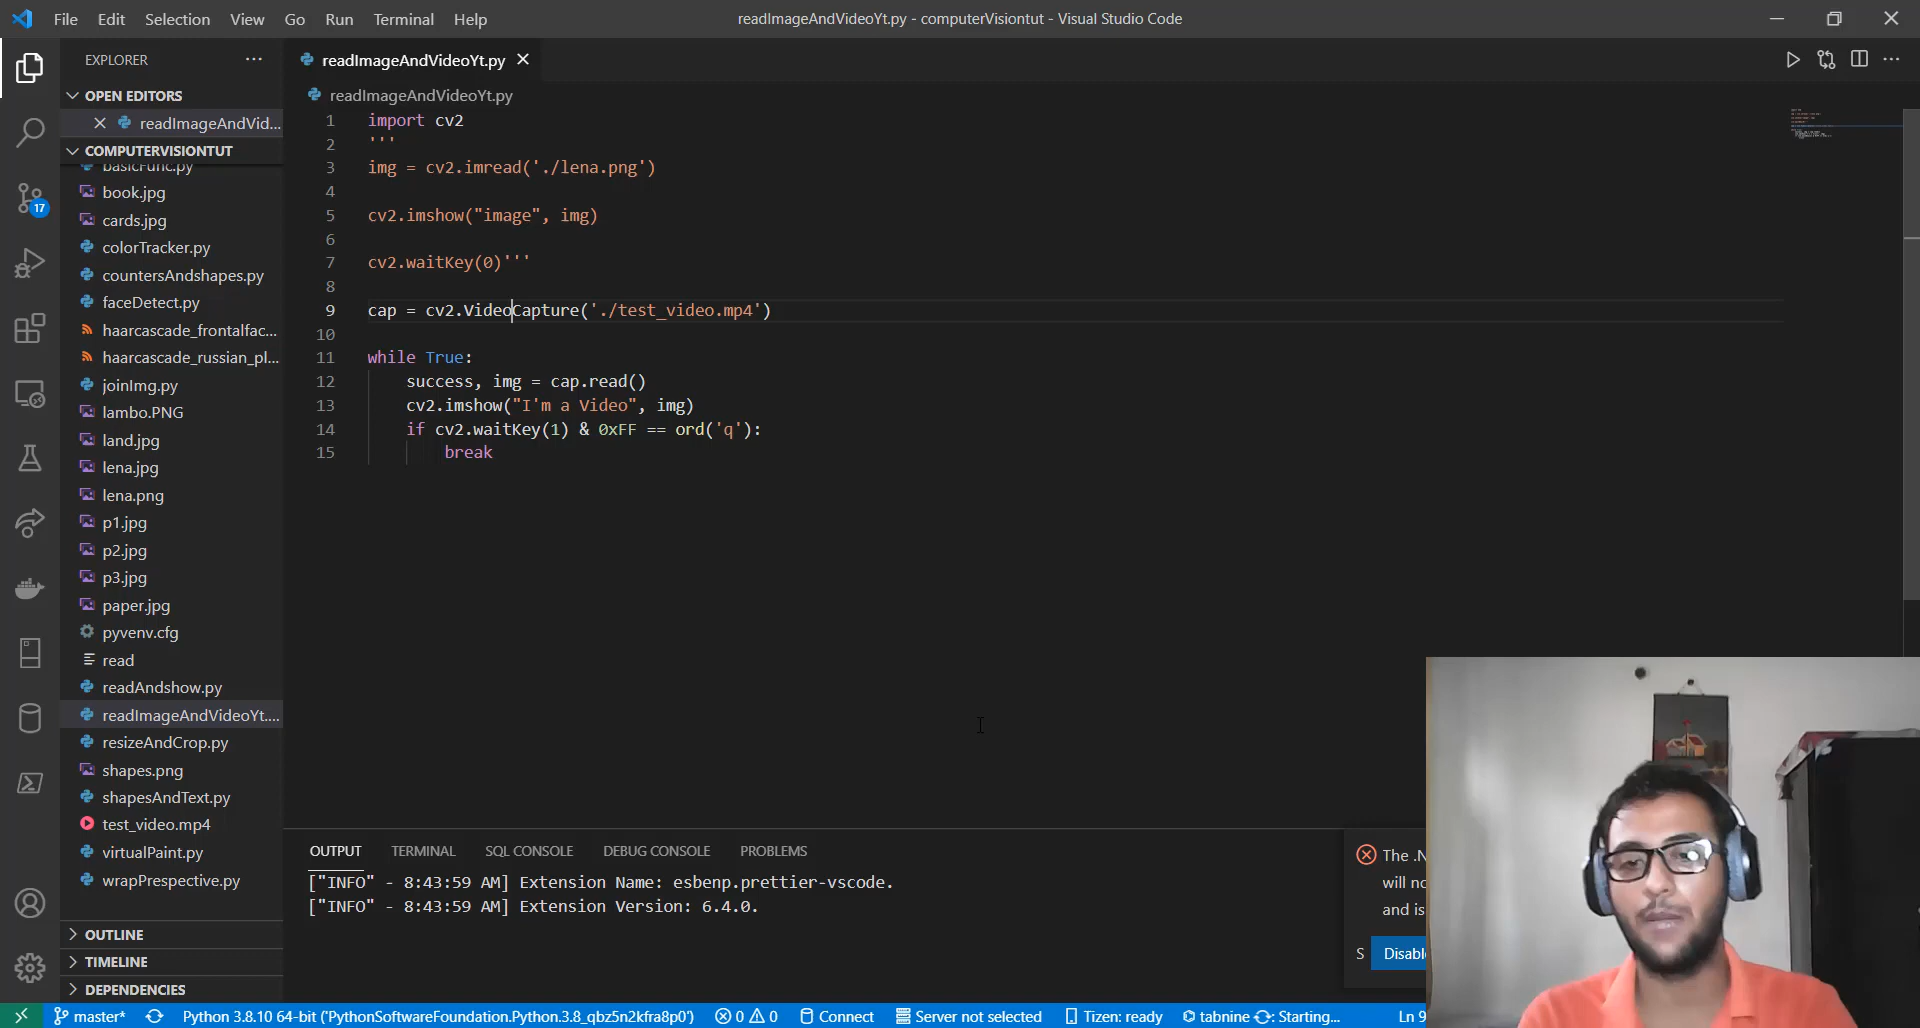 File Edit Selection View Go Run Terminal Help
readImageAndVideoYt.py - computerVisiontut - Visual Studio Code
EXPLORER
OPEN EDITORS
readImageAndVid...
COMPUTERVISIONTUT
basicFunc.py
book.jpg
cards.jpg
colorTracker.py
countersAndshapes.py
faceDetect.py
haarcascade_frontalfac...
haarcascade_russian_pl...
joinImg.py
lambo.PNG
land.jpg
lena.jpg
lena.png
p1.jpg
p2.jpg
p3.jpg
paper.jpg
pyvenv.cfg
read
readAndshow.py
readImageAndVideoYt....
resizeAndCrop.py
shapes.png
shapesAndText.py
test_video.mp4
virtualPaint.py
wrapPrespective.py
OUTLINE
TIMELINE
DEPENDENCIES
17
readImageAndVideoYt.py
readImageAndVideoYt.py
1 import cv2
2 '''
3 img = cv2.imread('./lena.png')
4
5 cv2.imshow("image", img)
6
7 cv2.waitKey(0)'''
8
9 cap = cv2.VideoCapture('./test_video.mp4')
10
11 while True:
12 success, img = cap.read()
13 cv2.imshow("I'm a Video", img)
14 if cv2.waitKey(1) & 0xFF == ord('q'):
15 break
OUTPUT TERMINAL SQL CONSOLE DEBUG CONSOLE PROBLEMS
["INFO" - 8:43:59 AM] Extension Name: esbenp.prettier-vscode.
["INFO" - 8:43:59 AM] Extension Version: 6.4.0.
The .N
will no
and is
S Disabl
master* Python 3.8.10 64-bit ('PythonSoftwareFoundation.Python.3.8_qbz5n2kfra8p0') 0 0 Connect Server not selected Tizen: ready tabnine : Starting... Ln 9